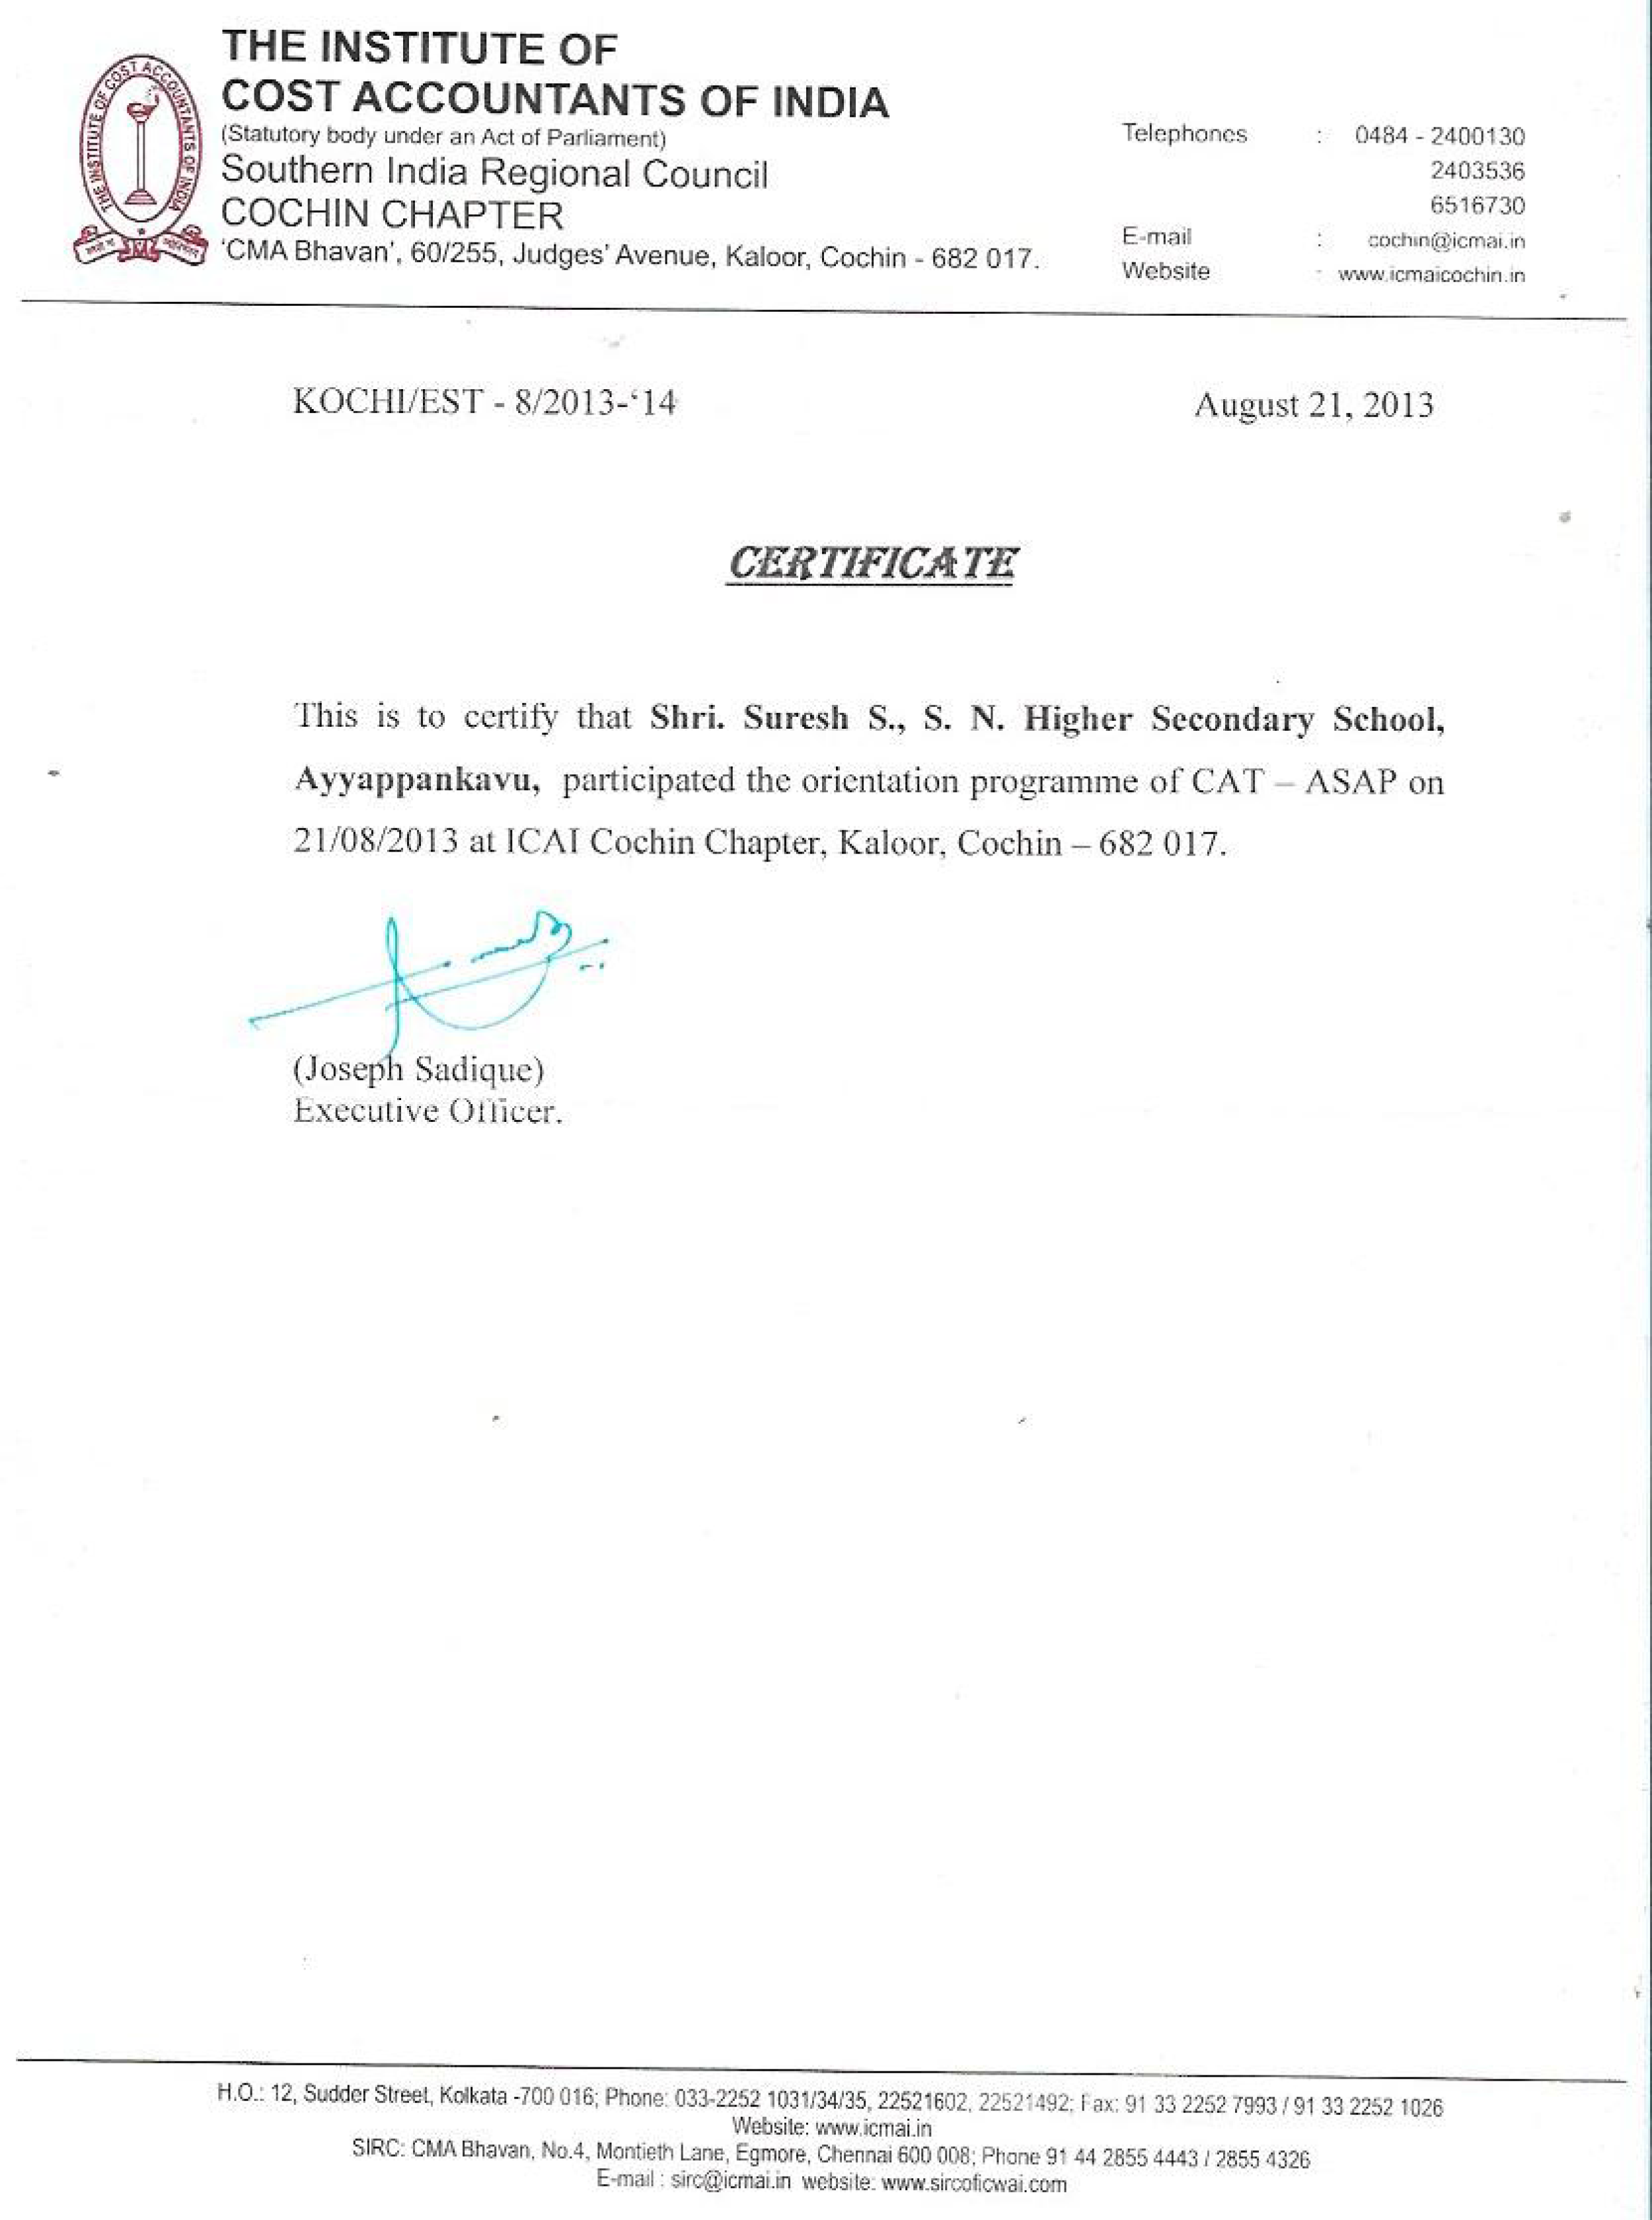 THE INSTITUTE OF COST ACCOUNTANTS OF INDIA
THE INSTITUTE OF
COST ACCOUNTANTS OF INDIA
(Statutory body under an Act of Parliament)
Southern India Regional Council
COCHIN CHAPTER
'CMA Bhavan', 60/255, Judges' Avenue, Kaloor, Cochin - 682 017.
Telephones : 0484 - 2400130
2403536
6516730
E-mail : cochin@icmai.in
Website : www.icmaicochin.in
KOCHI/EST - 8/2013-‘14
August 21, 2013
CERTIFICATE
This is to certify that Shri. Suresh S., S. N. Higher Secondary School,
Ayyappankavu, participated the orientation programme of CAT – ASAP on
21/08/2013 at ICAI Cochin Chapter, Kaloor, Cochin – 682 017.
(Joseph Sadique)
Executive Officer.
H.O.: 12, Sudder Street, Kolkata -700 016; Phone: 033-2252 1031/34/35, 22521602, 22521492; Fax: 91 33 2252 7993 / 91 33 2252 1026
Website: www.icmai.in
SIRC: CMA Bhavan, No.4, Montieth Lane, Egmore, Chennai 600 008; Phone 91 44 2855 4443 / 2855 4326
E-mail : sirc@icmai.in website: www.sircoficwai.com